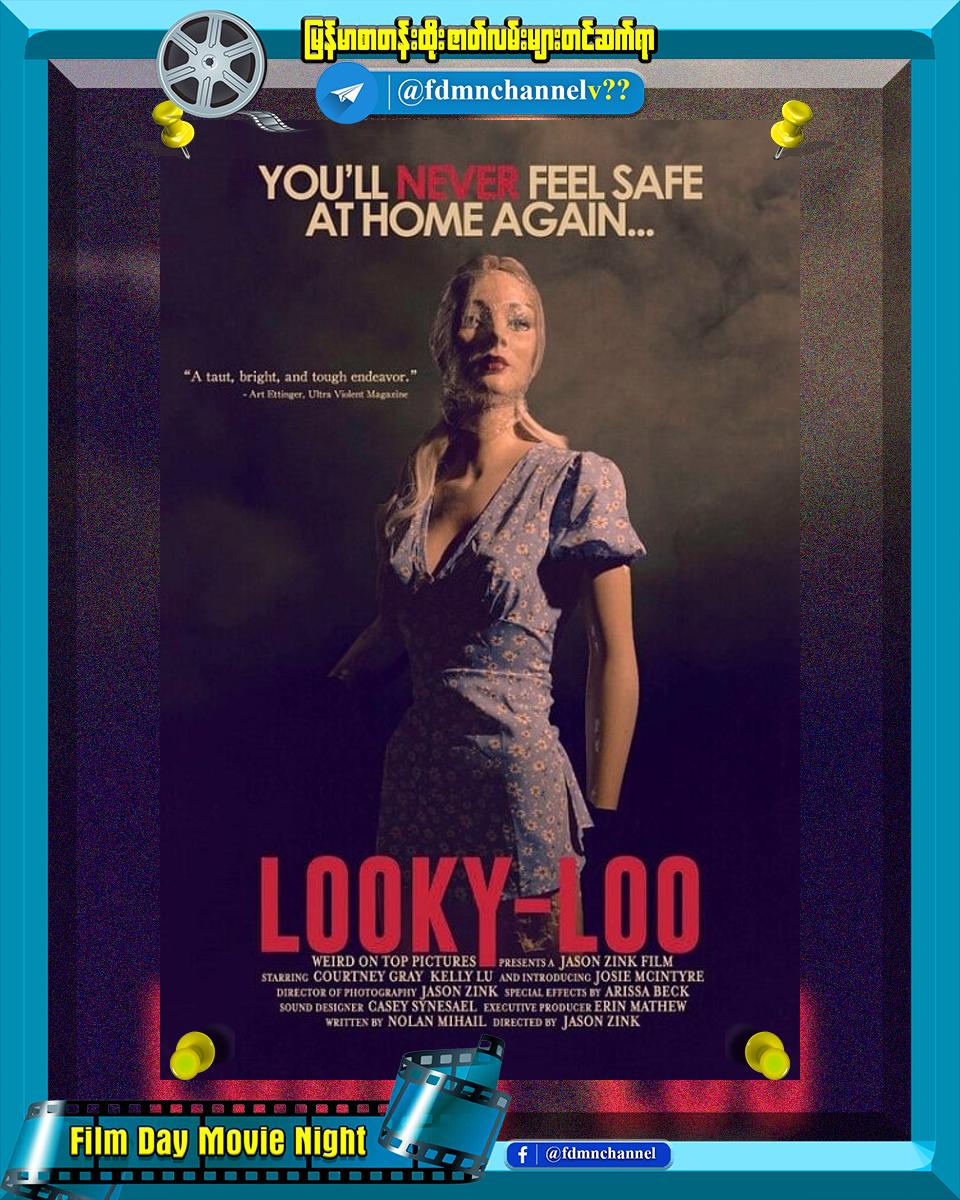 မြန်မာစာတန်းထိုးဇာတ်လမ်းများတင်ဆက်ရာ
@fdmnchannelv??
YOU'LL NEVER FEEL SAFE
AT HOME AGAIN...
“A taut, bright, and tough endeavor.”
- Art Ettinger, Ultra Violent Magazine
LOOKY-LOO
WEIRD ON TOP PICTURES PRESENTS A JASON ZINK FILM
STARRING COURTNEY GRAY KELLY LU AND INTRODUCING JOSIE MCINTYRE
DIRECTOR OF PHOTOGRAPHY JASON ZINK SPECIAL EFFECTS BY ARISSA BECK
SOUND DESIGNER CASEY SYNESAEL EXECUTIVE PRODUCER ERIN MATHEW
WRITTEN BY NOLAN MIHAIL DIRECTED BY JASON ZINK
Film Day Movie Night
@fdmnchannel